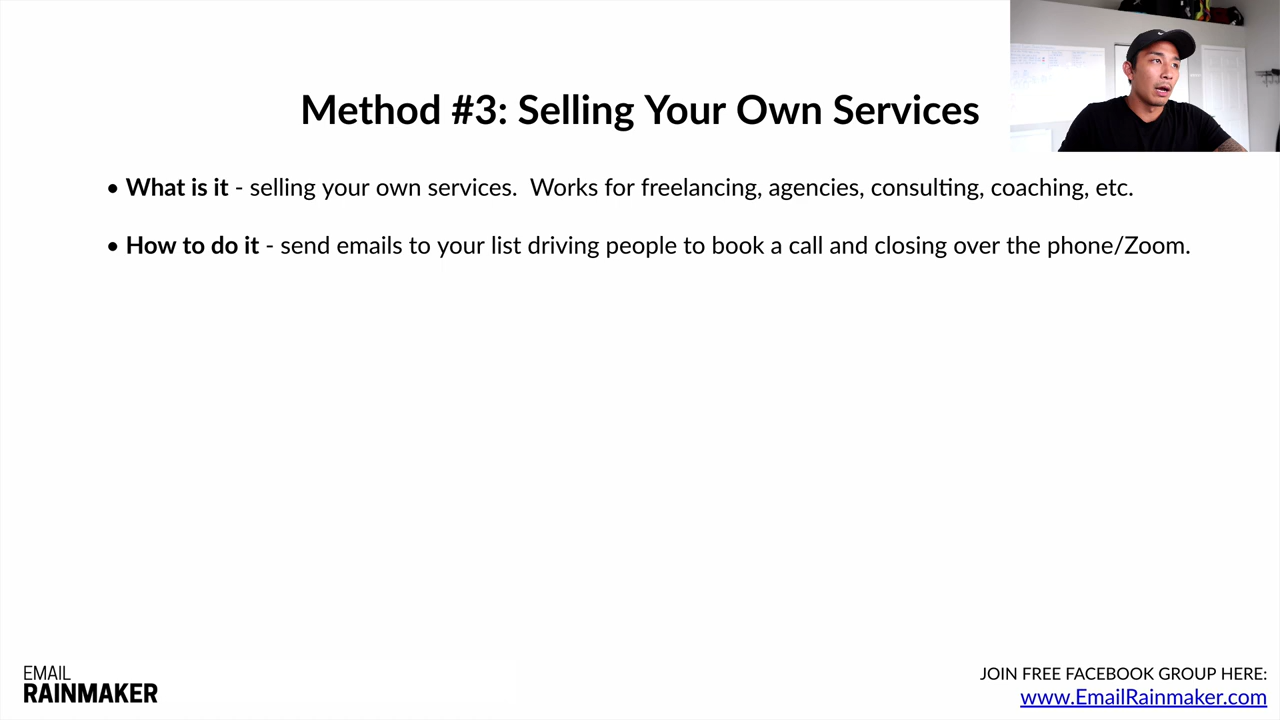 Method #3: Selling Your Own Services
• What is it - selling your own services.  Works for freelancing, agencies, consulting, coaching, etc.
• How to do it - send emails to your list driving people to book a call and closing over the phone/Zoom.
EMAIL
RAINMAKER
JOIN FREE FACEBOOK GROUP HERE:
www.EmailRainmaker.com